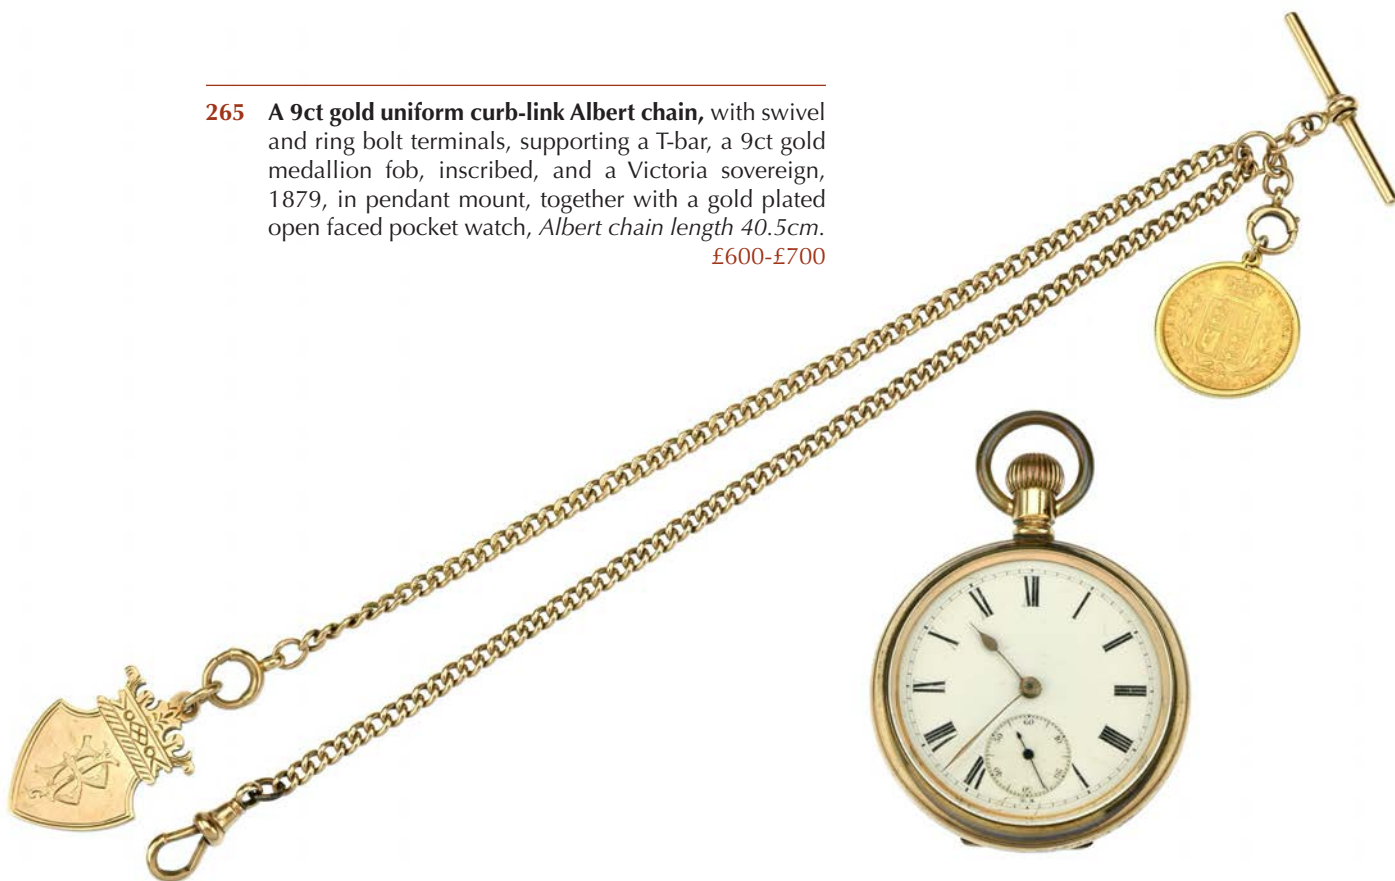 265 A 9ct gold uniform curb-link Albert chain, with swivel
and ring bolt terminals, supporting a T-bar, a 9ct gold
medallion fob, inscribed, and a Victoria sovereign,
1879, in pendant mount, together with a gold plated
open faced pocket watch, Albert chain length 40.5cm.
£600-£700